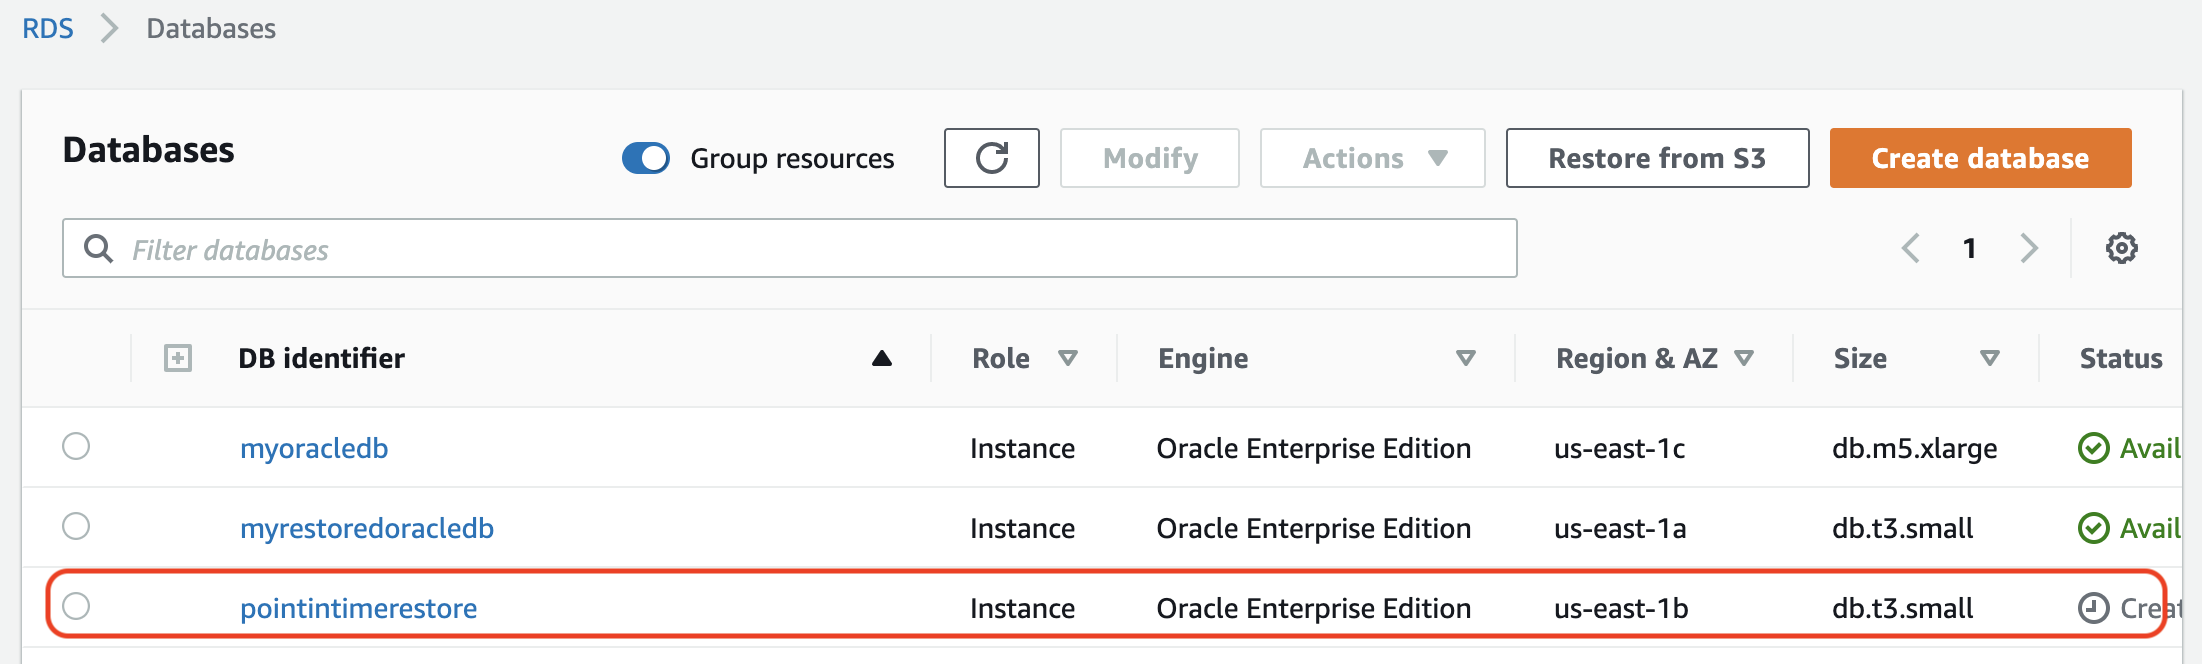 RDS Databases
Databases Group resources Modify Actions Restore from S3 Create database
Filter databases 1
DB identifier Role Engine Region & AZ Size Status
myoracledb Instance Oracle Enterprise Edition us-east-1c db.m5.xlarge Avail
myrestoredoracledb Instance Oracle Enterprise Edition us-east-1a db.t3.small Avail
pointintimerestore Instance Oracle Enterprise Edition us-east-1b db.t3.small Creat